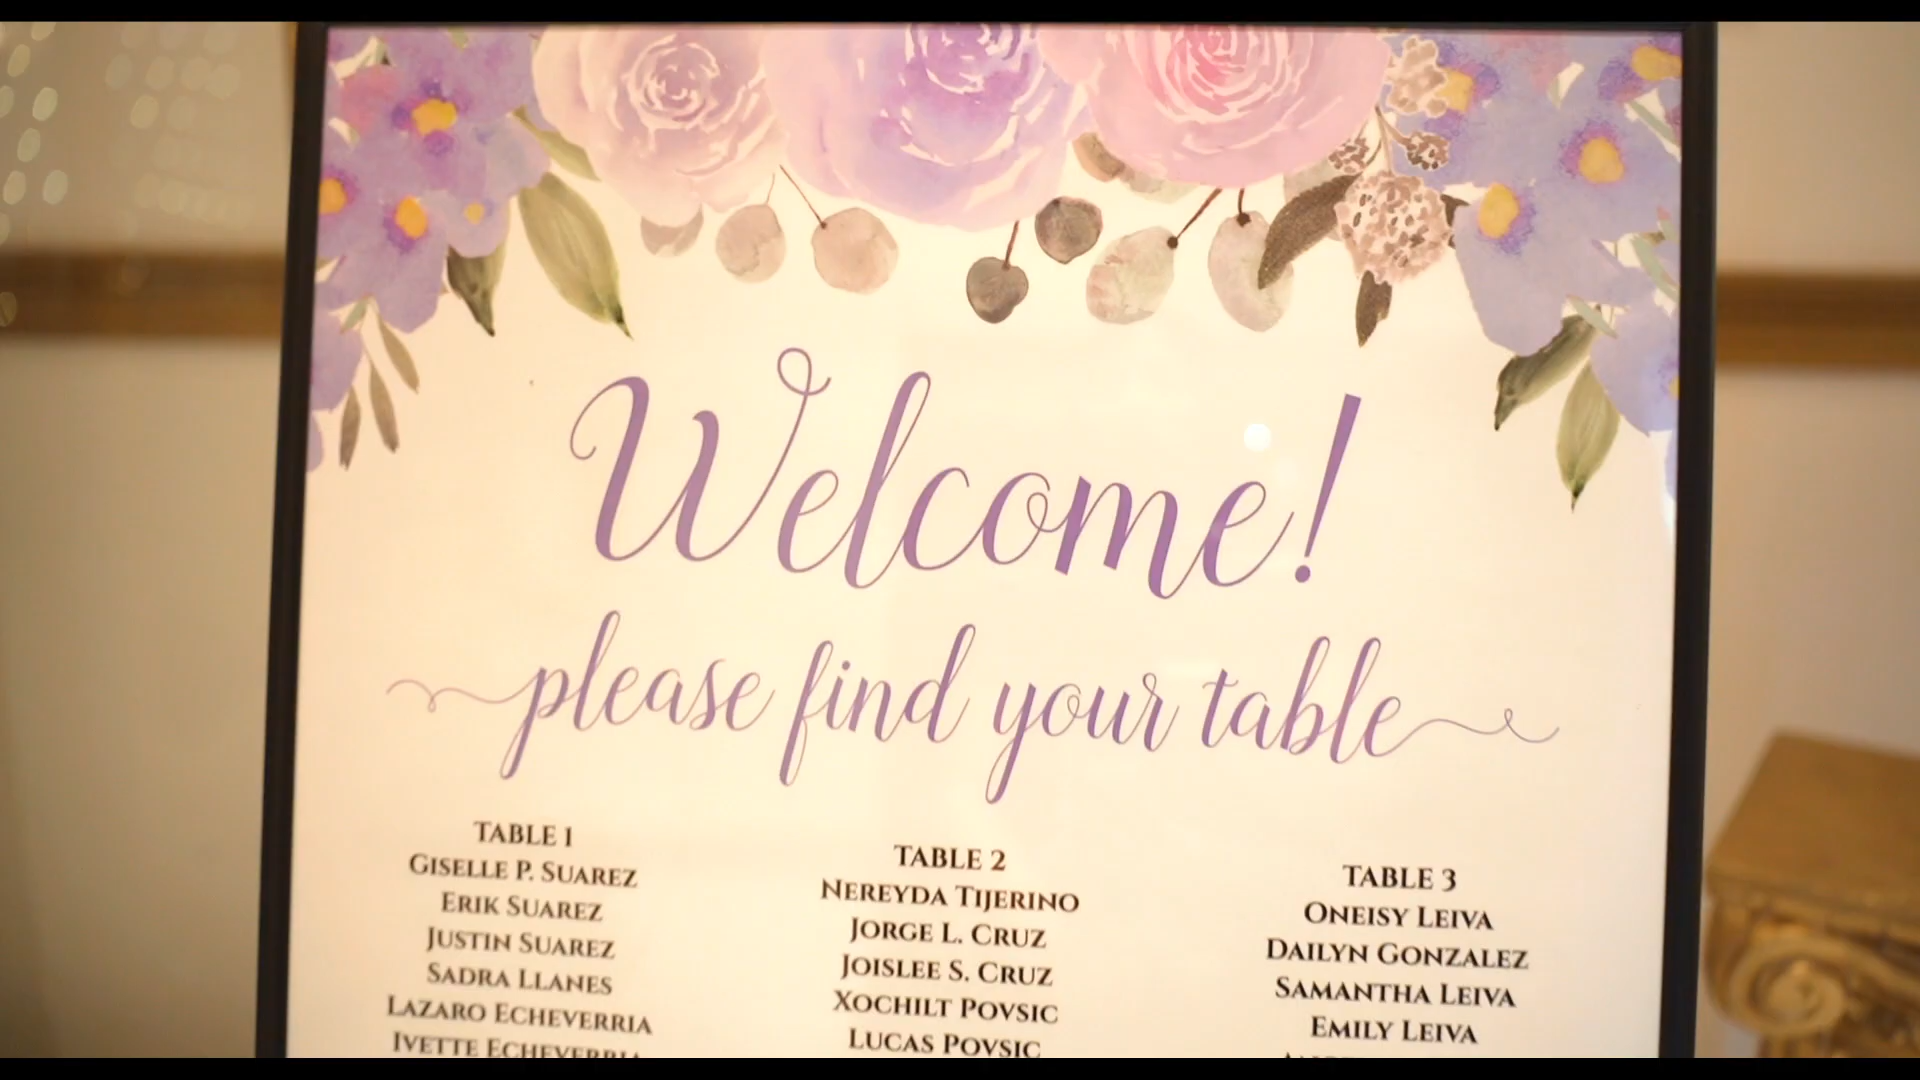 Welcome!
please find your table
TABLE 1
GISELLE P. SUAREZ
ERIK SUAREZ
JUSTIN SUAREZ
SADRA LLANES
LAZARO ECHEVERRIA
IVETTE ECHEVERRIA
TABLE 2
NEREYDA TIJERINO
JORGE L. CRUZ
JOISLEE S. CRUZ
XOCHILT POVSIC
LUCAS POVSIC
TABLE 3
ONEISY LEIVA
DAILYN GONZALEZ
SAMANTHA LEIVA
EMILY LEIVA